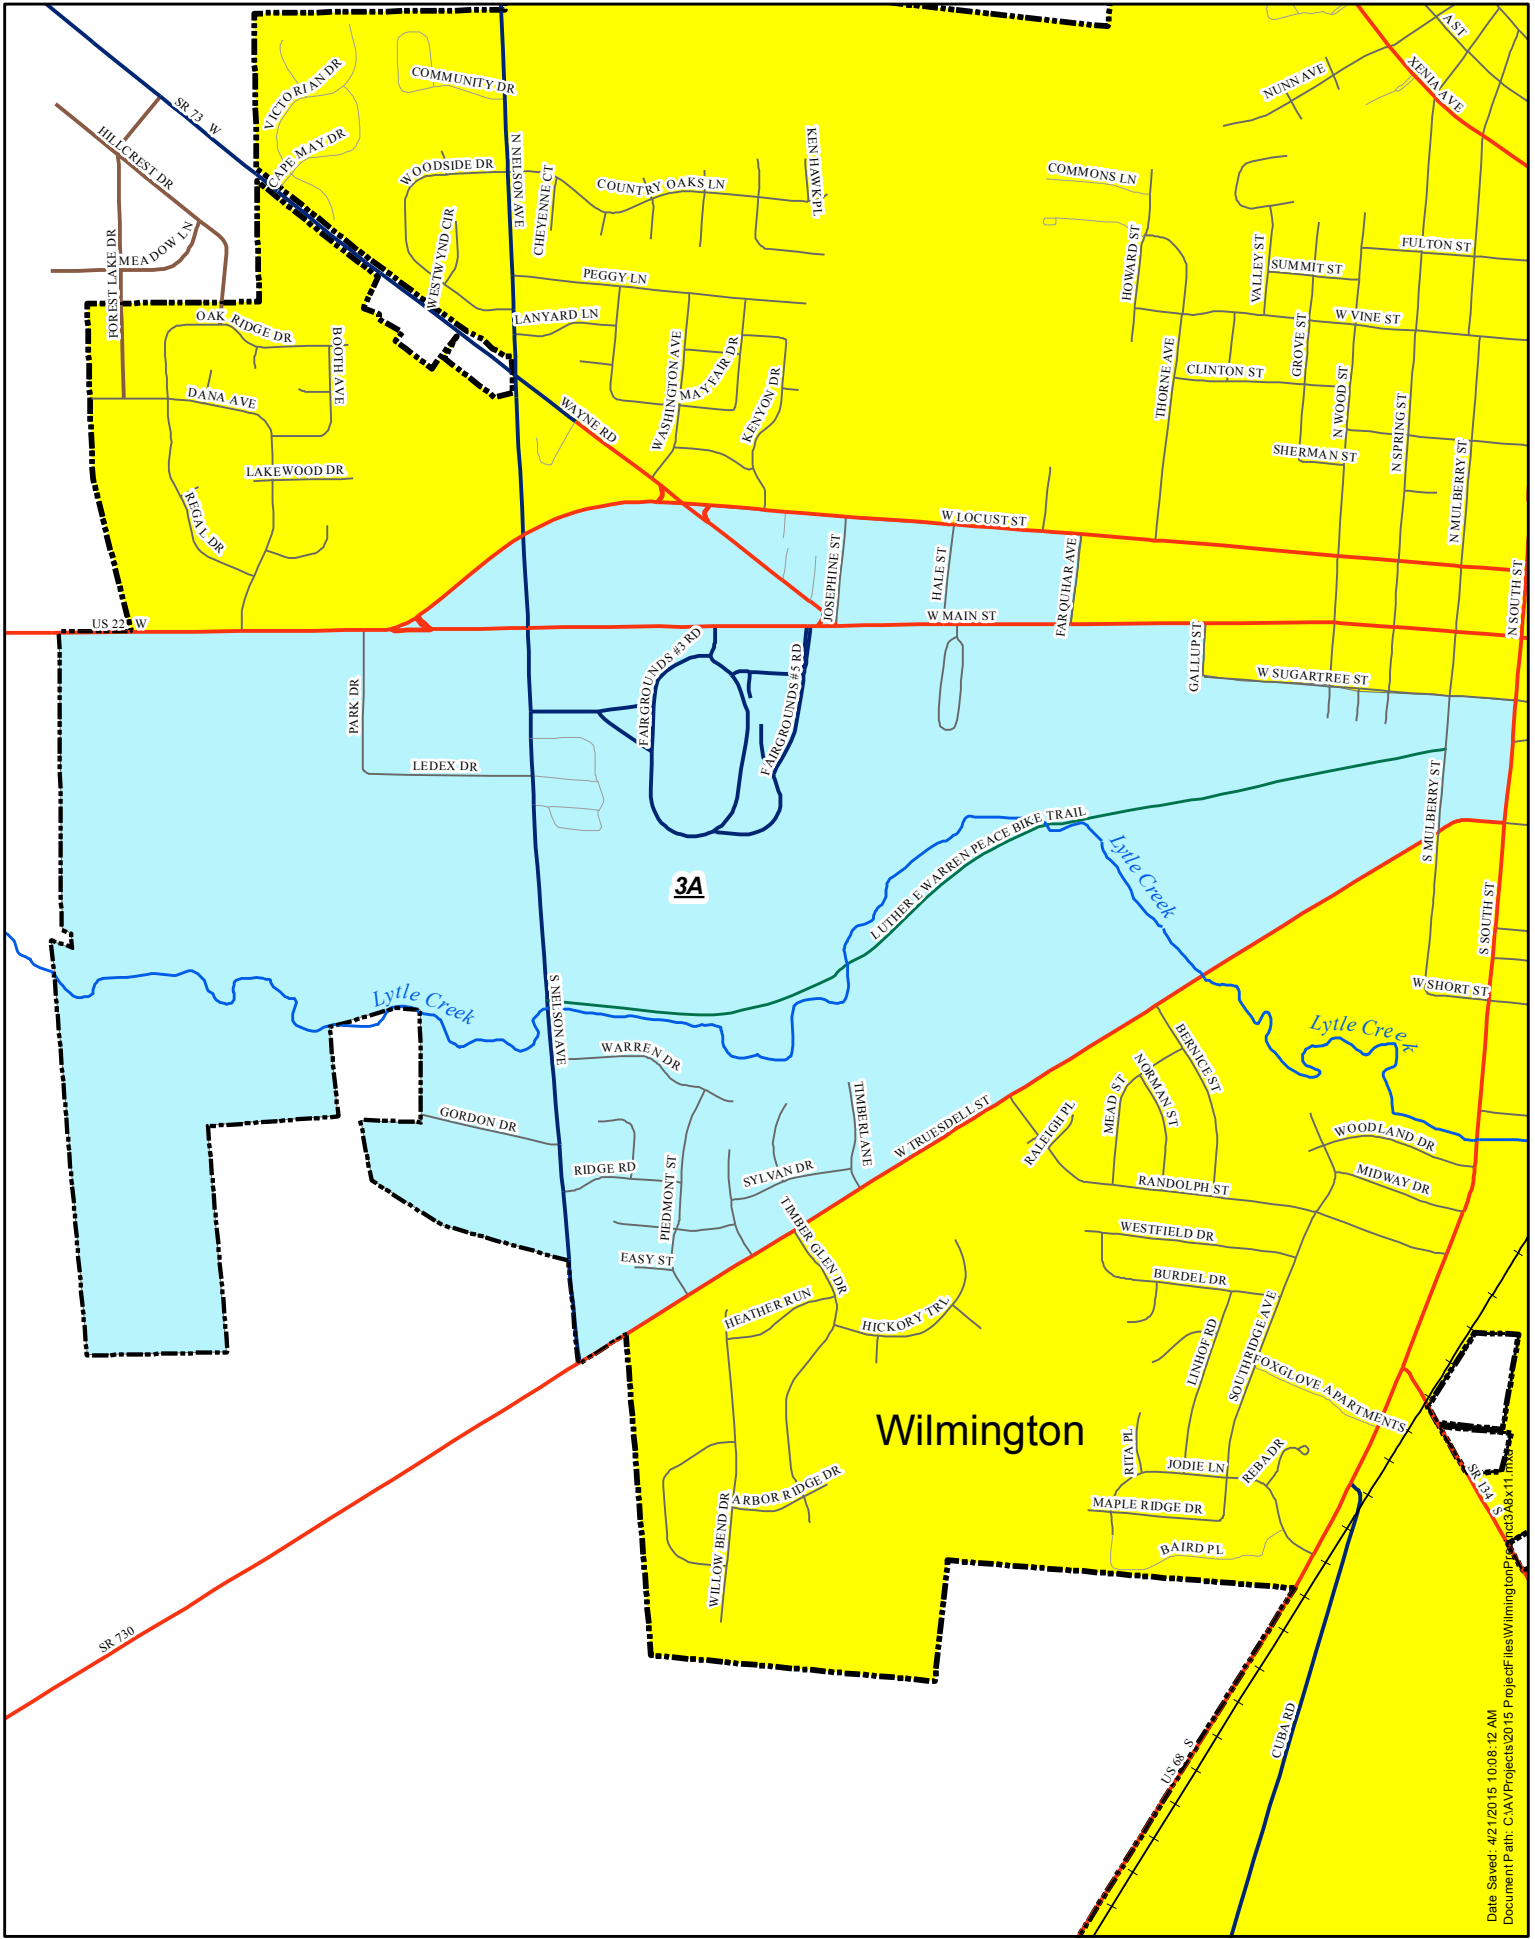 A ST
XENIA AVE
NUNN AVE
VICTORIAN DR
COMMUNITY DR
SR 73 W
HILLCREST DR
CAPE MAY DR
N NELSON AVE
WOODSIDE DR
CHEYENNE CT
COUNTRY OAKS LN
KEN HAWK PL
COMMONS LN
MEADOW LN
FOREST LAKE DR
WESTWYND CIR
HOWARD ST
VALLEY ST
FULTON ST
SUMMIT ST
PEGGY LN
LANYARD LN
OAK RIDGE DR
BOOTH AVE
W VINE ST
GROVE ST
WASHINGTON AVE
MAYFAIR DR
KENYON DR
THORNE AVE
CLINTON ST
N WOOD ST
DANA AVE
WAYNE RD
N SPRING ST
SHERMAN ST
N MULBERRY ST
LAKEWOOD DR
REGAL DR
W LOCUST ST
JOSEPHINE ST
HALE ST
FARQUHAR AVE
N SOUTH ST
US 22 W
W MAIN ST
GALLUP ST
FAIRGROUNDS #3 RD
FAIRGROUNDS #5 RD
W SUGARTREE ST
PARK DR
LEDEX DR
S MULBERRY ST
LUTHER E WARREN PEACE BIKE TRAIL
Lytle Creek
3A
S SOUTH ST
W SHORT ST
Lytle Creek
S NELSON AVE
Lytle Creek
WARREN DR
BERNICE ST
NORMAN ST
MEAD ST
TIMBERLANE
W TRUESDELL ST
RALEIGH PL
GORDON DR
WOODLAND DR
RIDGE RD
PIEDMONT ST
SYLVAN DR
MIDWAY DR
RANDOLPH ST
TIMBER GLEN DR
WESTFIELD DR
EASY ST
BURDEL DR
HEATHER RUN
HICKORY TRL
LINHOF RD
SOUTHRIDGE AVE
FOXGLOVE APARTMENTS
Wilmington
RITA PL
JODIE LN
REBA DR
SR 134 S
ARBOR RIDGE DR
WILLOW BEND DR
MAPLE RIDGE DR
BAIRD PL
SR 730
CUBA RD
US 68 S
Date Saved: 4/21/2015 10:08:12 AM
Document Path: C:\AVProjects\2015 ProjectFiles\WilmingtonPrecinct3A8x11.mxd